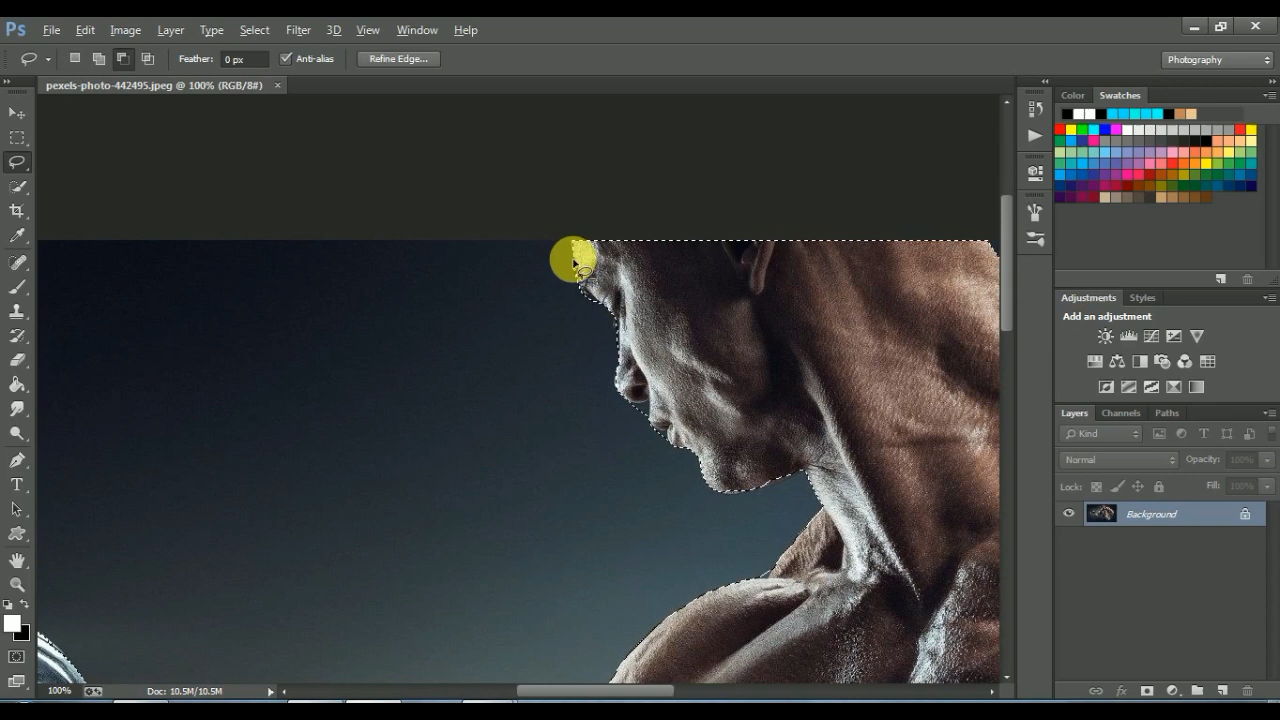 Ps File Edit Image Layer Type Select Filter 3D View Window Help
Feather: 0 px Anti-alias Refine Edge... Photography
pexels-photo-442495.jpeg @ 100% (RGB/8#) ×
Color Swatches
Adjustments Styles
Add an adjustment
Layers Channels Paths
Kind
Normal Opacity: 100%
Lock: Fill: 100%
Background
100% Doc: 10.5M/10.5M